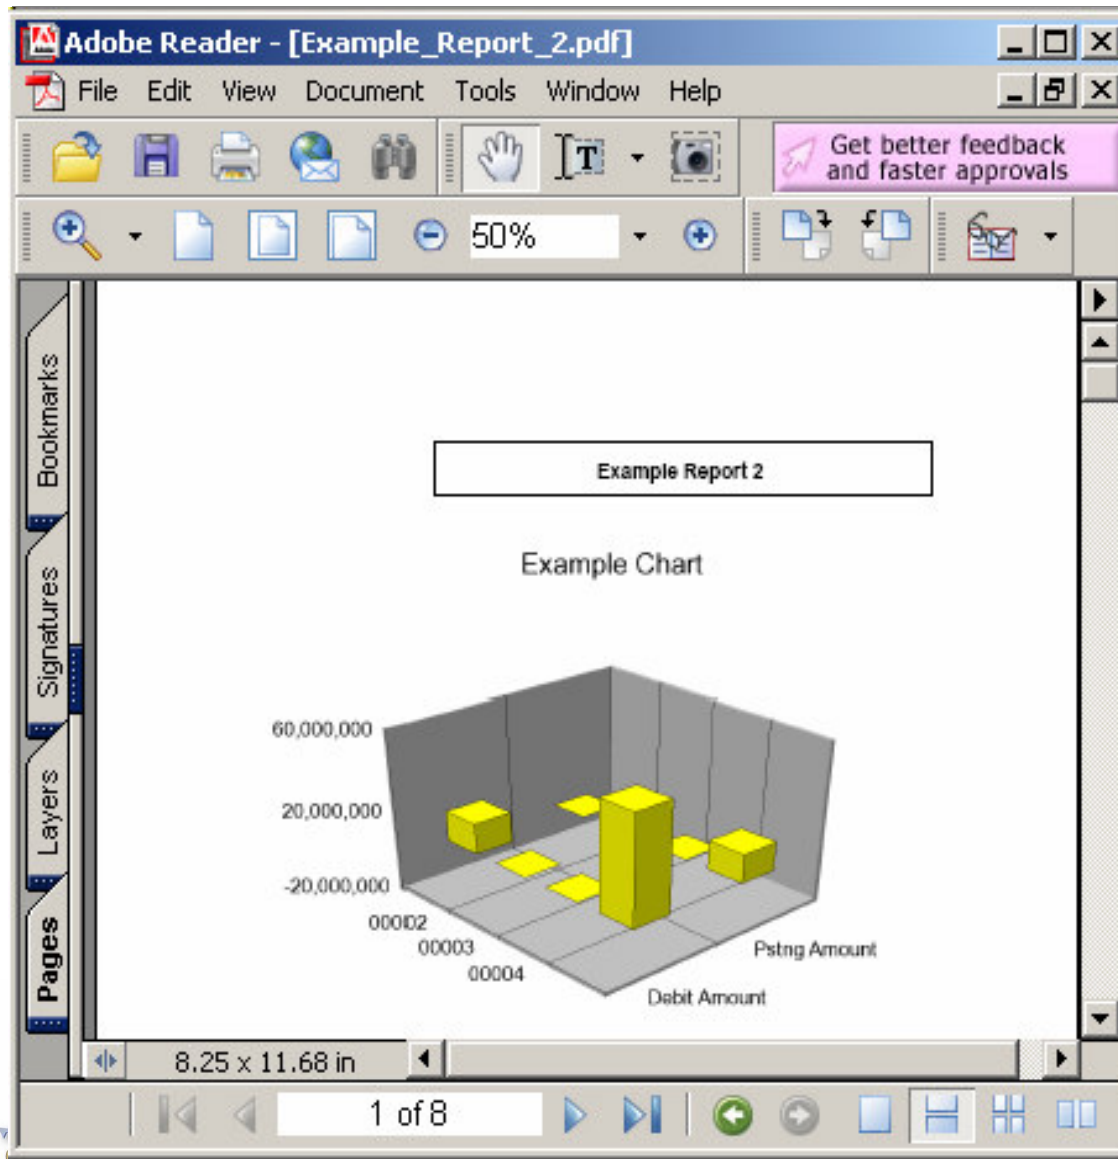 Adobe Reader - [Example_Report_2.pdf]
File Edit View Document Tools Window Help
T
Get better feedback
and faster approvals
50%
Bookmarks
Signatures
Layers
Pages
Example Report 2
Example Chart
60,000,000
20,000,000
-20,000,000
00003
00004
Pstng Amount
Debit Amount
8.25 x 11.68 in
1 of 8